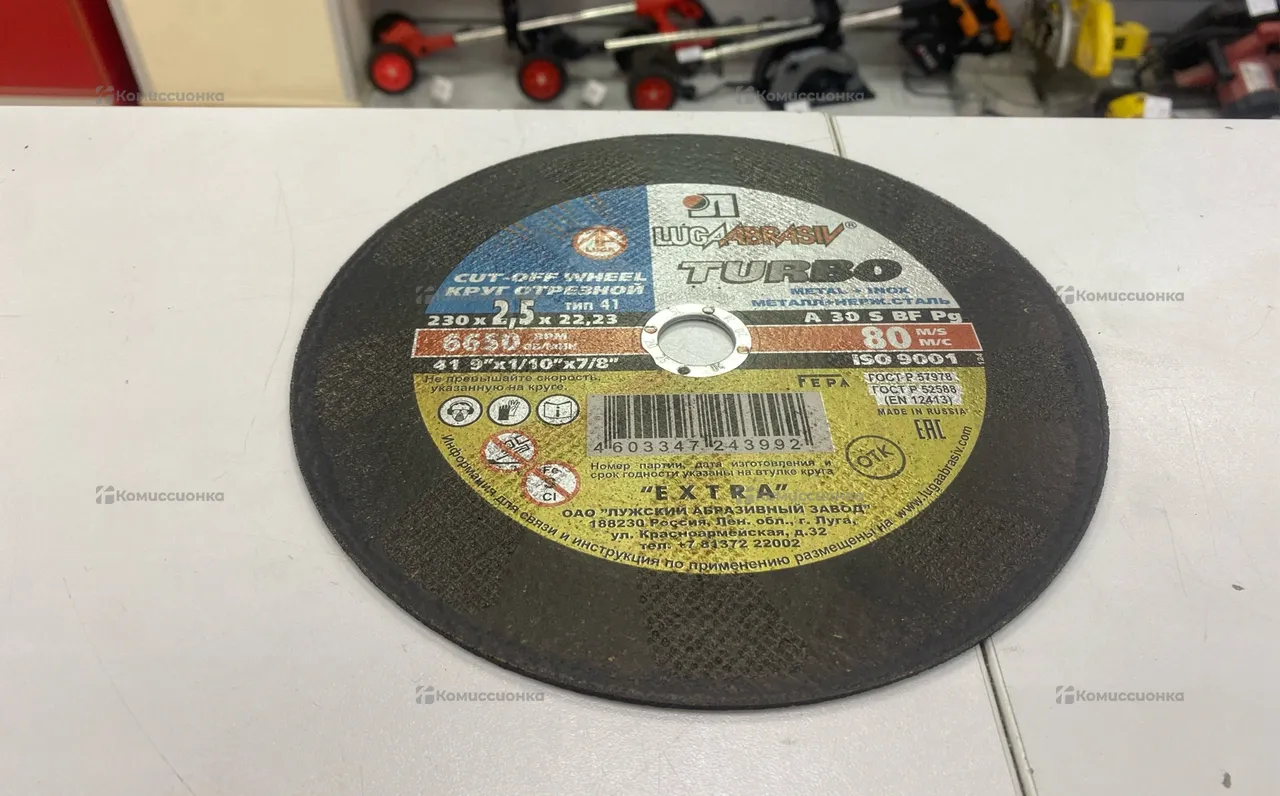 Комиссионка
Комиссионка
Л
LUGAABRASIV®
LUGA
CUT-OFF WHEEL
КРУГ ОТРЕЗНОЙ
TURBO
METAL + INOX
МЕТАЛЛ+НЕРЖ.СТАЛЬ
230 x 2,5 x 22,23
тип 41
A 30 S BF Pg
6650 RPM
ОБ/МИН
80 M/S
М/С
41 9"x1/10"x7/8"
ISO 9001
Не превышайте скорость,
указанную на круге.
FEPA
ГОСТ Р 57978
ГОСТ Р 52588
(EN 12413)
MADE IN RUSSIA
EAC
4 603347 243992
ОТК
Номер партии, дата изготовления и
срок годности указаны на втулке круга
"EXTRA"
ОАО "ЛУЖСКИЙ АБРАЗИВНЫЙ ЗАВОД"
188230 Россия, Лен. обл., г. Луга,
ул. Красноармейская, д.32
тел. +7 81372 22002
Информация для связи и инструкция по применению размещены на www.lugaabrasiv.com
Комиссионка
Комиссионка
Комиссионка
Комиссионка